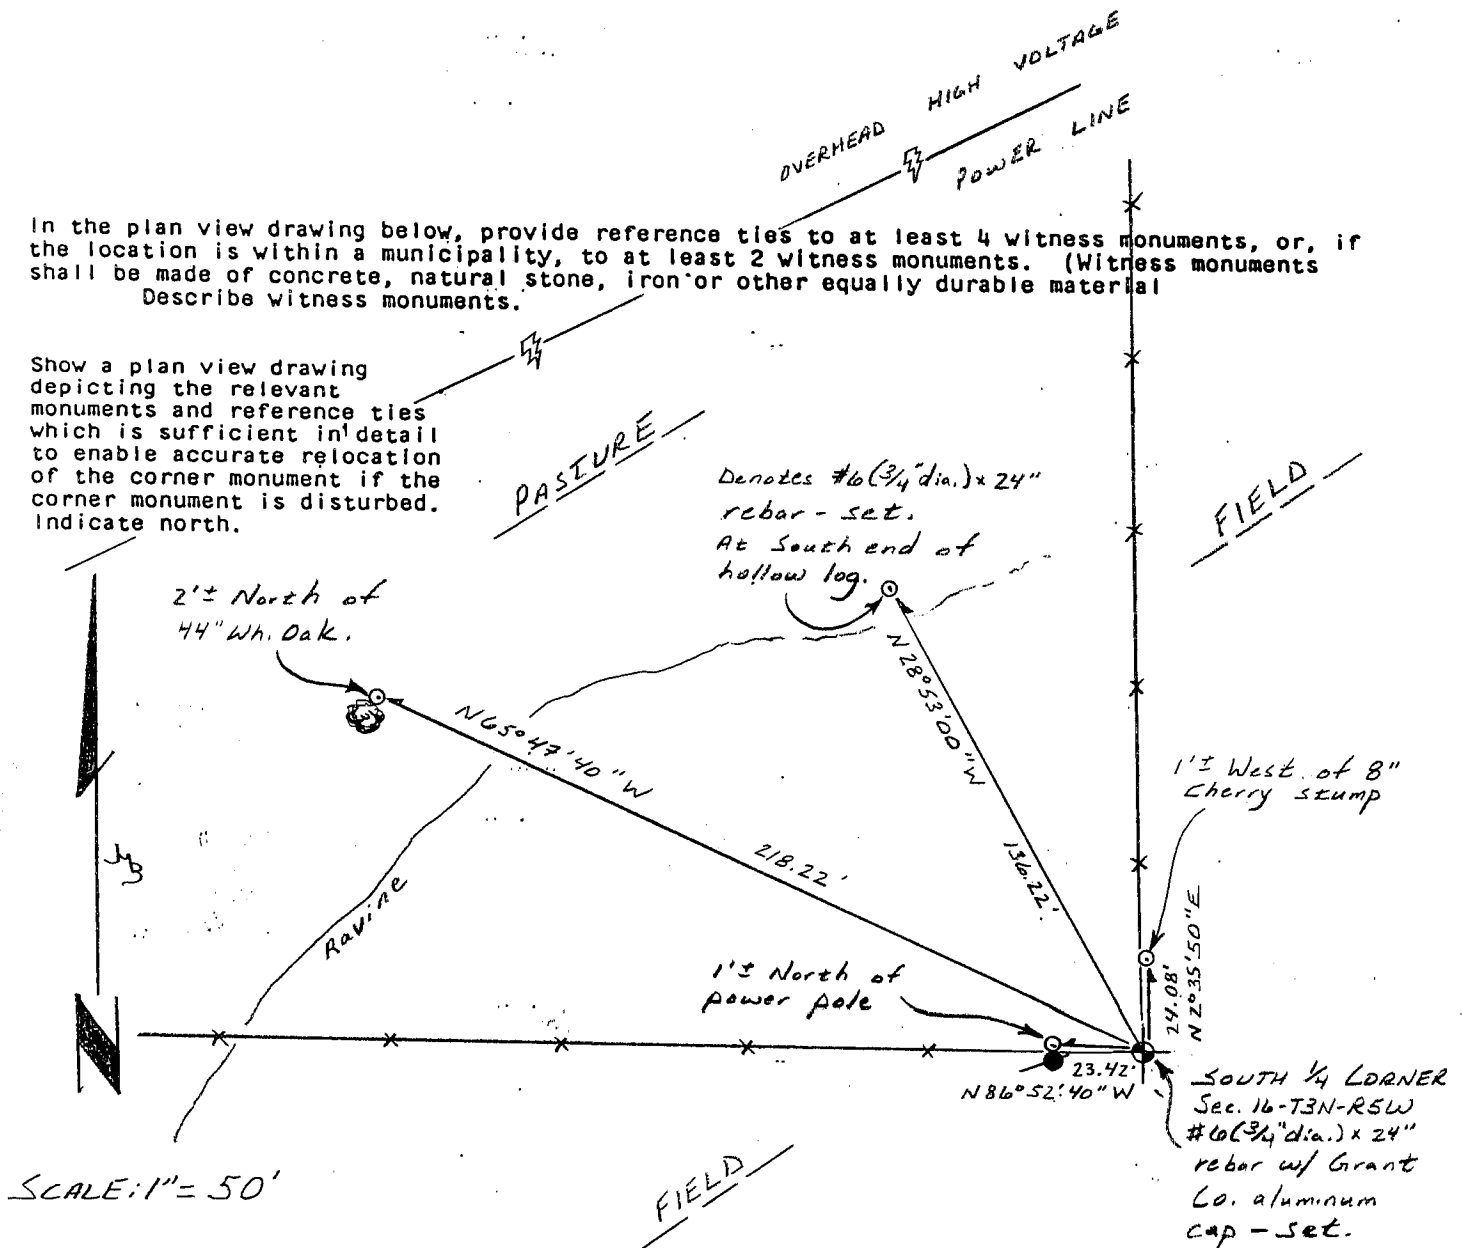 OVERHEAD HIGH VOLTAGE
POWER LINE
In the plan view drawing below, provide reference ties to at least 4 witness monuments, or, if
the location is within a municipality, to at least 2 witness monuments. (Witness monuments
shall be made of concrete, natural stone, iron or other equally durable material
Describe witness monuments.
Show a plan view drawing
depicting the relevant
monuments and reference ties
which is sufficient in detail
to enable accurate relocation
of the corner monument if the
corner monument is disturbed.
Indicate north.
PASTURE
FIELD
Denotes #6(3/4"dia.) x 24"
rebar - set.
At South end of
hollow log.
2'± North of
44" Wh. Oak.
N28°53'00"W
136.22'
N65°47'40"W
218.22'
1'± West of 8"
Cherry stump
24.08'
N2°35'50"E
Ravine
1'± North of
power pole
23.42'
N86°52'40"W
N
SOUTH 1/4 CORNER
Sec. 16-T3N-R5W
#6(3/4"dia.) x 24"
rebar w/ Grant
Co. aluminum
cap - set.
SCALE: 1"= 50'
FIELD